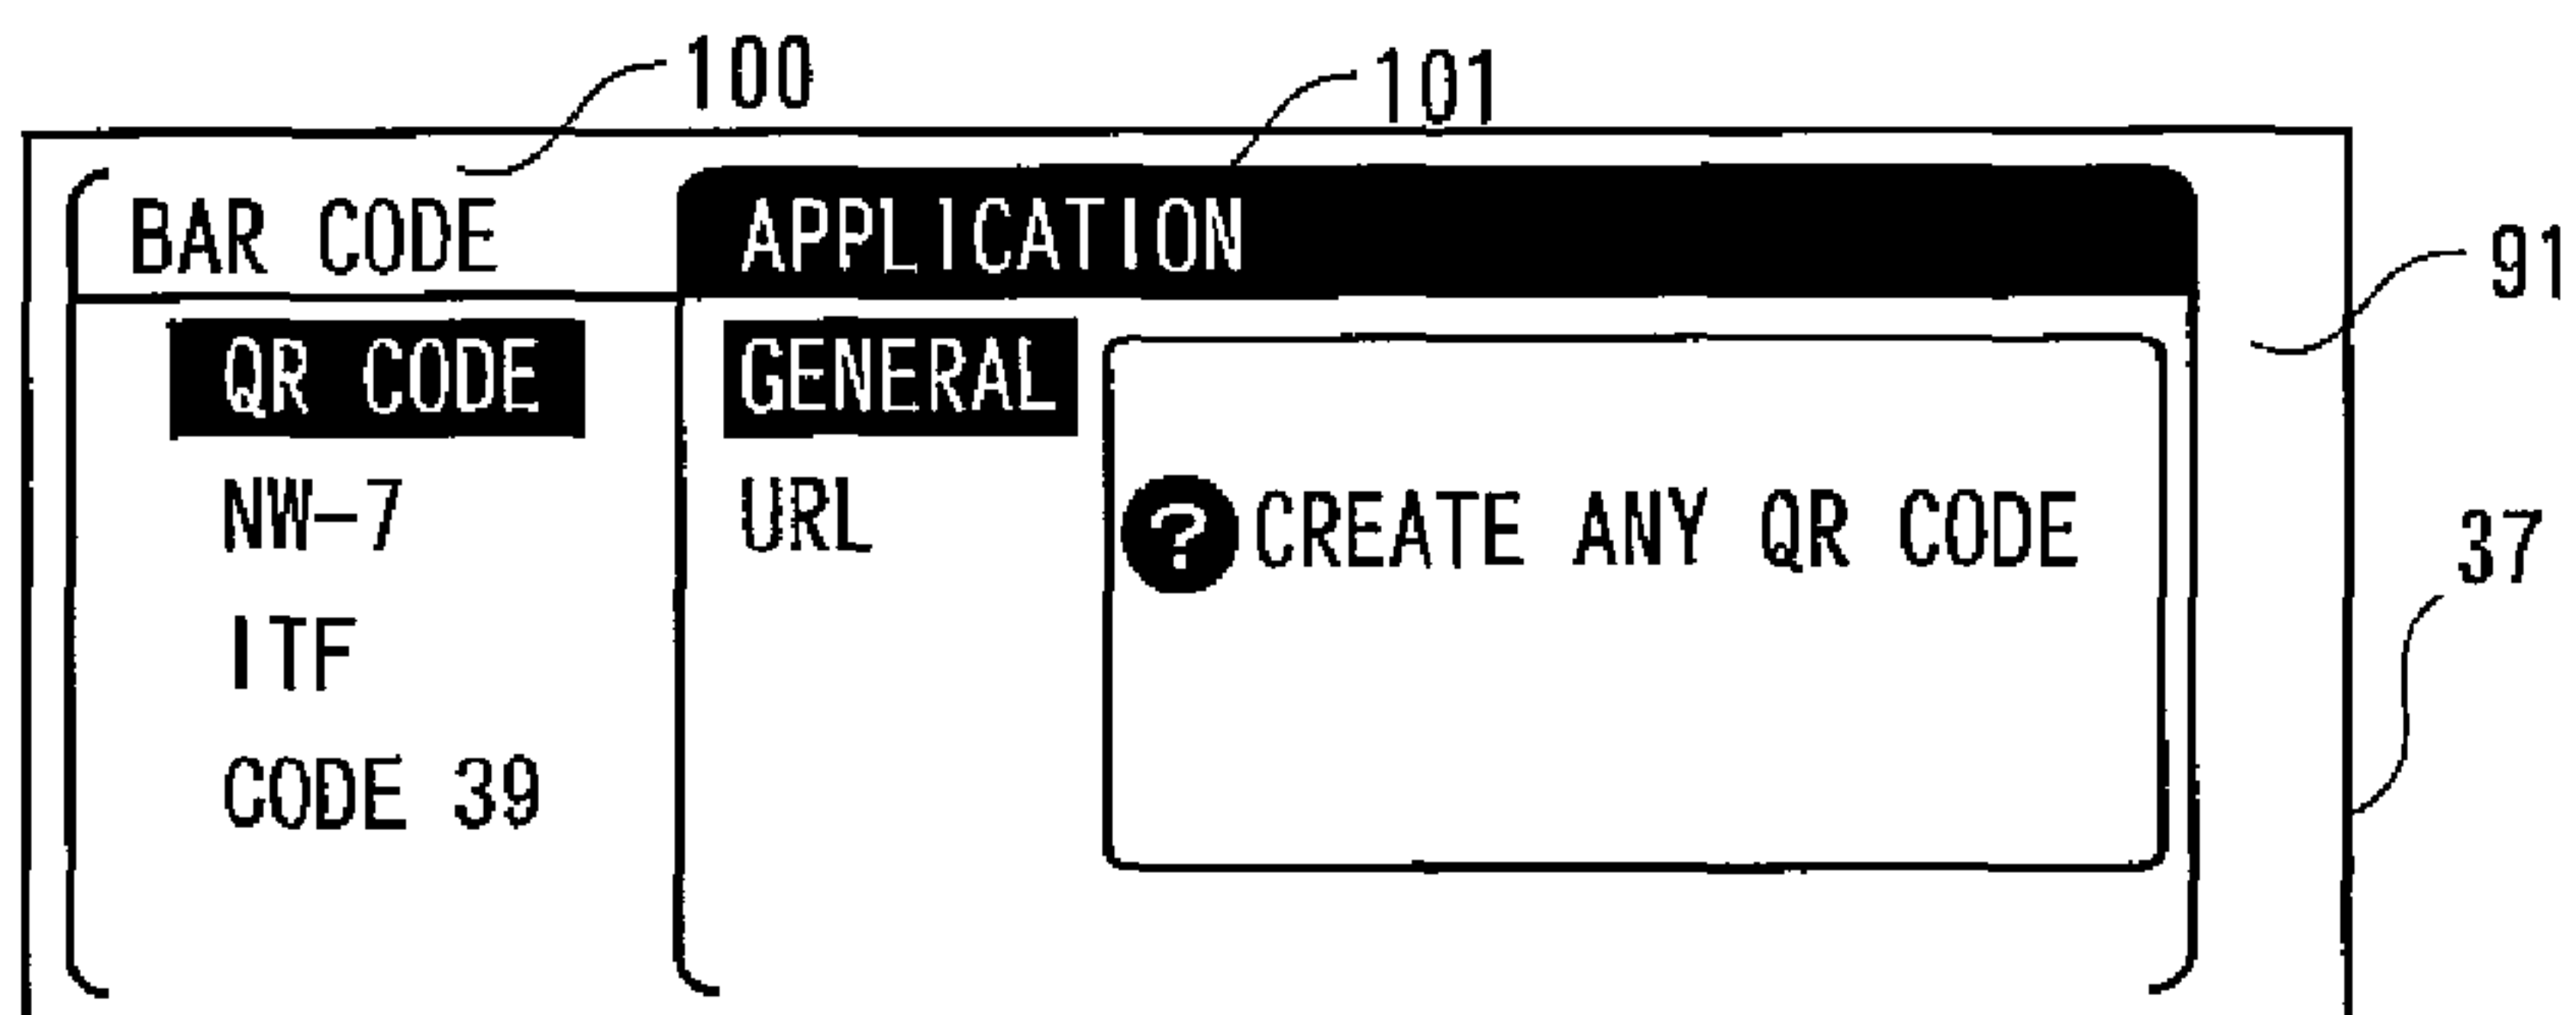 100
101
BAR CODE
APPLICATION
91
QR CODE
GENERAL
NW-7
URL
? CREATE ANY QR CODE
37
ITF
CODE 39